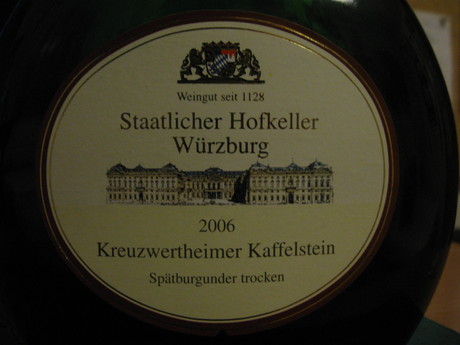 Weingut seit 1128
Staatlicher Hofkeller
Würzburg
2006
Kreuzwertheimer Kaffelstein
Spätburgunder trocken